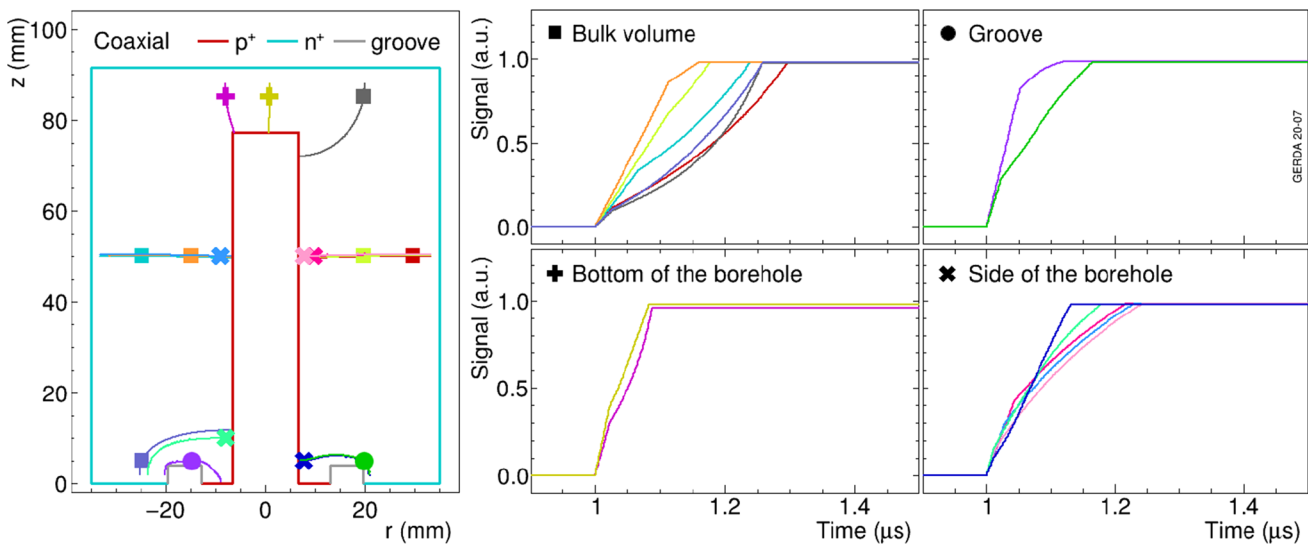 z (mm)
100
80
60
40
20
0
Coaxial p⁺ n⁺ groove
−20 0 20
r (mm)
Signal (a.u.)
1.0
0.5
0.0
Bulk volume
Groove
GERDA 20-07
Signal (a.u.)
1.0
0.5
0.0
Bottom of the borehole
1 1.2 1.4
Time (μs)
Side of the borehole
1 1.2 1.4
Time (μs)